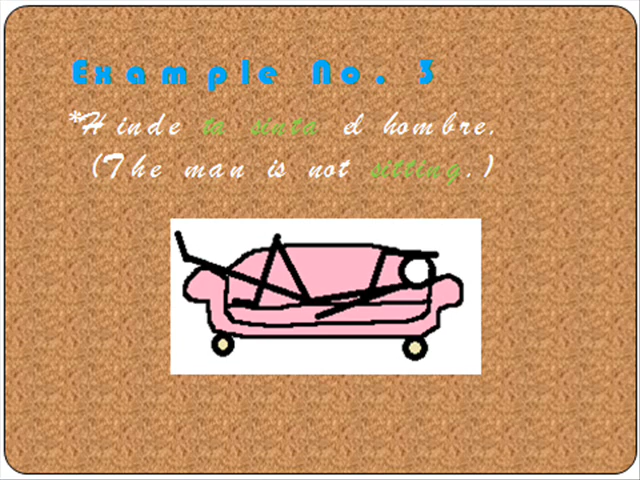 Example No. 3
*Hinde ta sinta el hombre.
(The man is not sitting.)